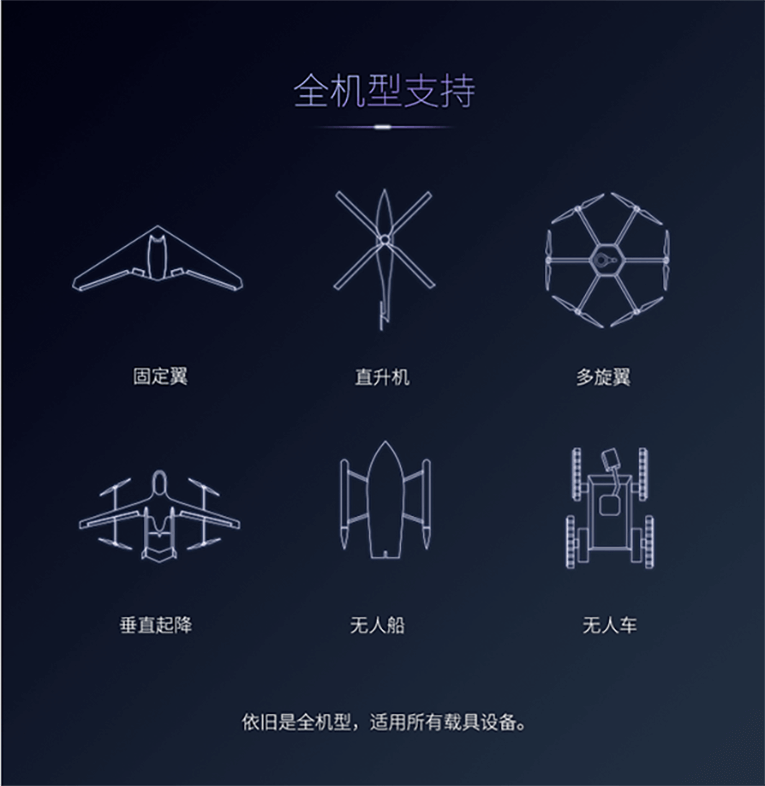 全机型支持
固定翼
直升机
多旋翼
垂直起降
无人船
无人车
依旧是全机型，适用所有载具设备。